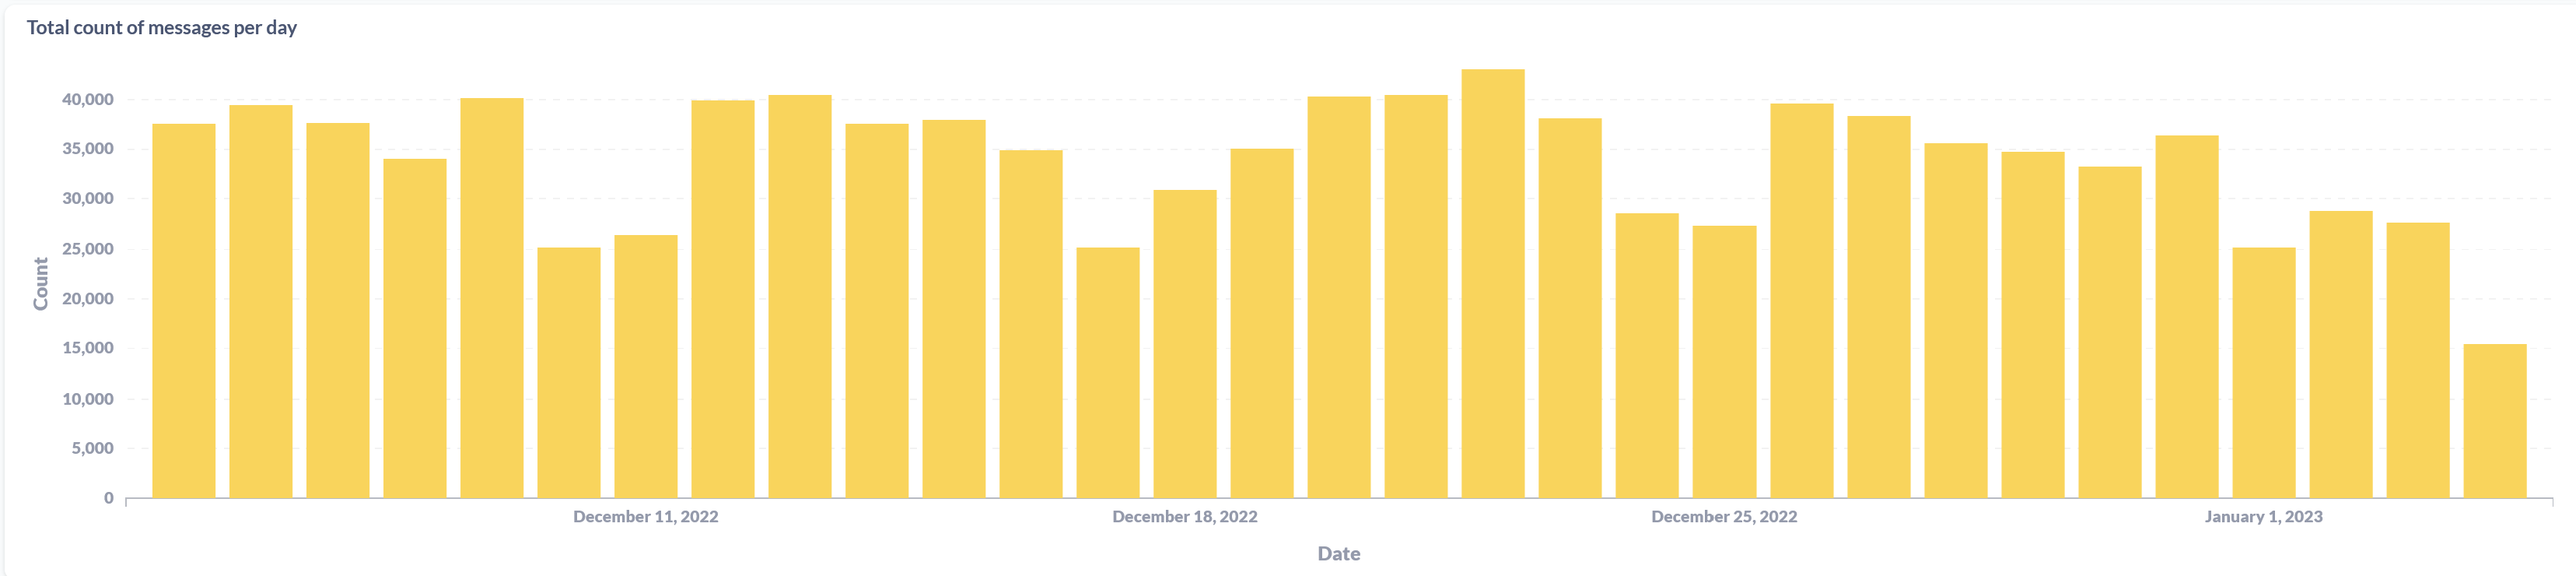 Total count of messages per day
40,000
35,000
30,000
25,000
20,000
15,000
10,000
5,000
0
Count
December 11, 2022
December 18, 2022
December 25, 2022
January 1, 2023
Date